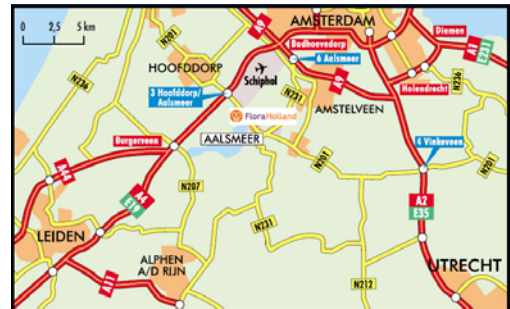 0 2,5 5 km
N201
A9
AMSTERDAM
Diemen
A1
E231
Badhoevedorp
6 Aalsmeer
HOOFDDORP
Schiphol
N236
3 Hoofddorp/
Aalsmeer
N231
A9
Holendrecht
N236
AMSTELVEEN
FloraHolland
Burgerveen
AALSMEER
4 Vinkeveen
N201
N201
A44
A4
E19
N207
A2
E35
LEIDEN
N231
ALPHEN
A/D RIJN
A11
N212
UTRECHT